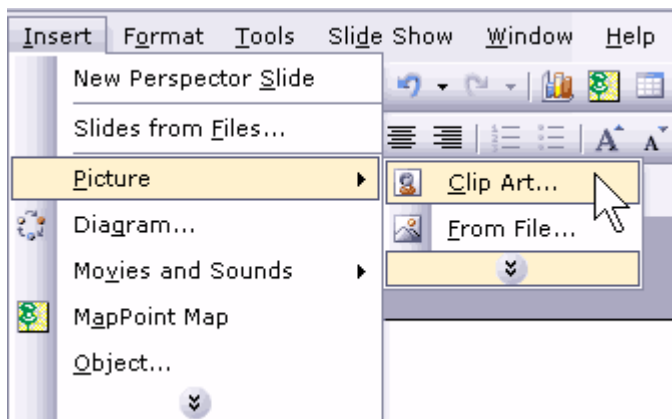 Insert Format Tools Slide Show Window Help
New Perspector Slide
Slides from Files...
Picture
Clip Art...
Diagram...
From File...
Movies and Sounds
MapPoint Map
Object...